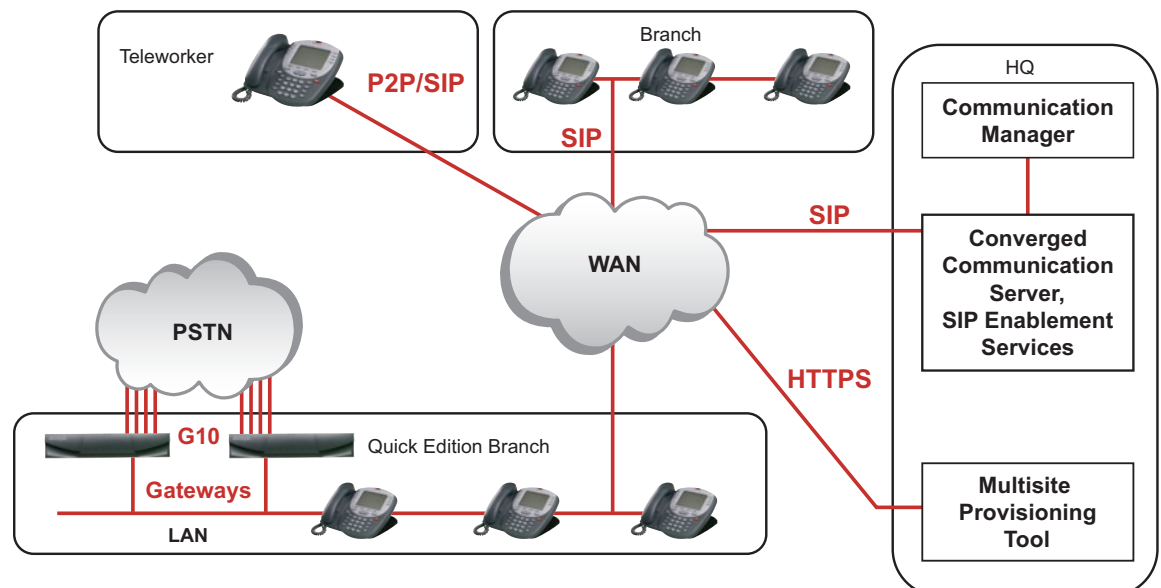 Teleworker
P2P/SIP
Branch
SIP
HQ
Communication
Manager
SIP
Converged
Communication
Server,
SIP Enablement
Services
WAN
PSTN
HTTPS
G10
Quick Edition Branch
Gateways
LAN
Multisite
Provisioning
Tool